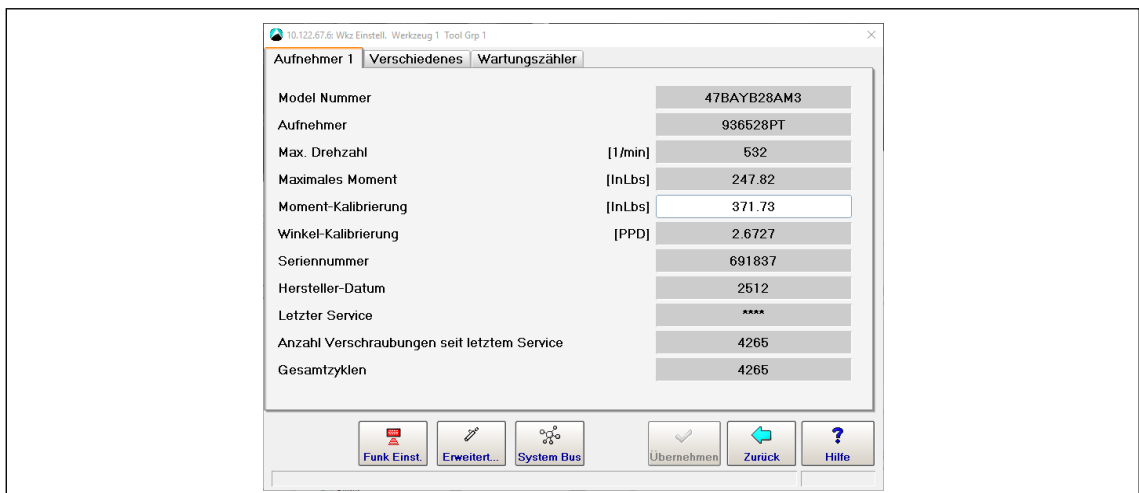 10.122.67.6: Wkz Einstell. Werkzeug 1 Tool Grp 1
Aufnehmer 1 Verschiedenes Wartungszähler
Model Nummer 47BAYB28AM3
Aufnehmer 936528PT
Max. Drehzahl [1/min] 532
Maximales Moment [InLbs] 247.82
Moment-Kalibrierung [InLbs] 371.73
Winkel-Kalibrierung [PPD] 2.6727
Seriennummer 691837
Hersteller-Datum 2512
Letzter Service ****
Anzahl Verschraubungen seit letztem Service 4265
Gesamtzyklen 4265
Funk Einst. Erweitert... System Bus Übernehmen Zurück Hilfe